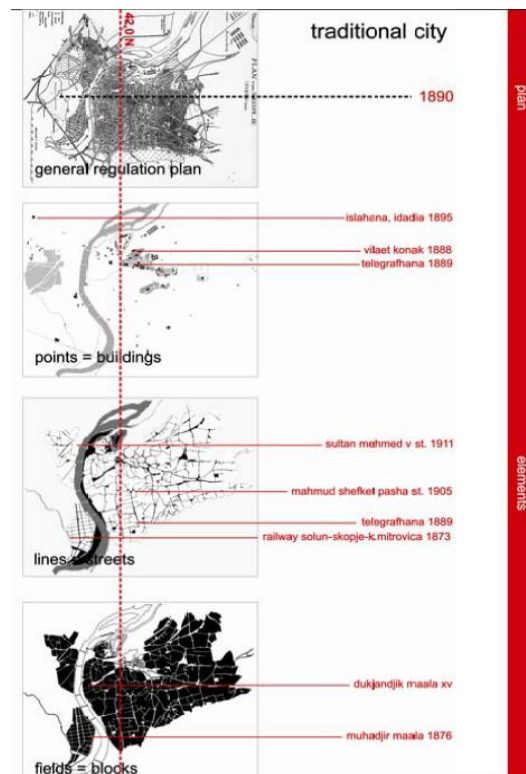 traditional city
42.0 N
1890
general regulation plan
plan
islahana, idadia 1895
vilaet konak 1888
telegrafhana 1889
points = buildings
sultan mehmed v st. 1911
mahmud shefket pasha st. 1905
telegrafhana 1889
railway solun-skopje-k.mitrovica 1873
lines = streets
elements
dukjandjik maala xv
muhadjir maala 1876
fields = blocks